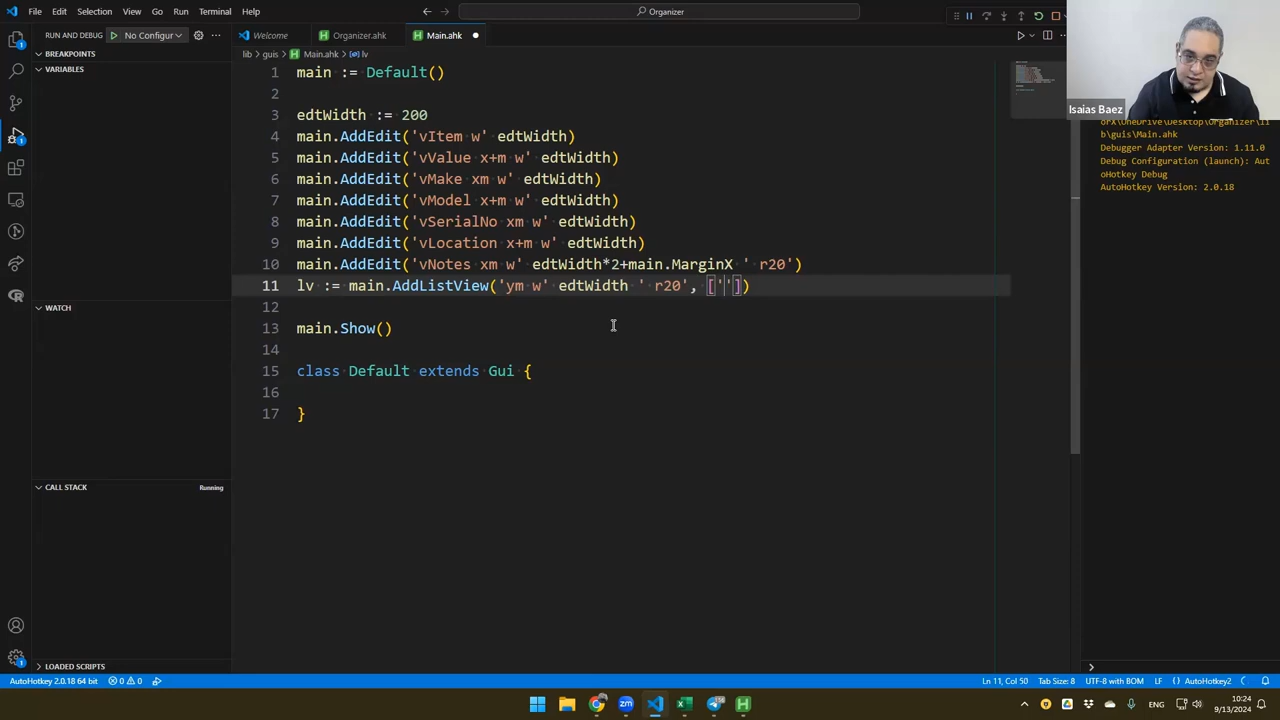 File Edit Selection View Go Run Terminal Help
Organizer
RUN AND DEBUG No Configur
Welcome Organizer.ahk Main.ahk
lib > guis > Main.ahk > lv
BREAKPOINTS
VARIABLES
WATCH
CALL STACK Running
LOADED SCRIPTS
1 main := Default()
2
3 edtWidth := 200
4 main.AddEdit('vItem w' edtWidth)
5 main.AddEdit('vValue x+m w' edtWidth)
6 main.AddEdit('vMake xm w' edtWidth)
7 main.AddEdit('vModel x+m w' edtWidth)
8 main.AddEdit('vSerialNo xm w' edtWidth)
9 main.AddEdit('vLocation x+m w' edtWidth)
10 main.AddEdit('vNotes xm w' edtWidth*2+main.MarginX ' r20')
11 lv := main.AddListView('ym w' edtWidth ' r20', [''])
12
13 main.Show()
14
15 class Default extends Gui {
16
17 }
Isaias Baez
orX\OneDrive\Desktop\Organizer\li
b\guis\Main.ahk
Debugger Adapter Version: 1.11.0
Debug Configuration (launch): Aut
oHotkey Debug
AutoHotkey Version: 2.0.18
AutoHotkey 2.0.18 64 bit 0 0 Ln 11, Col 50 Tab Size: 8 UTF-8 with BOM LF {} AutoHotkey2
ENG 10:24
9/13/2024